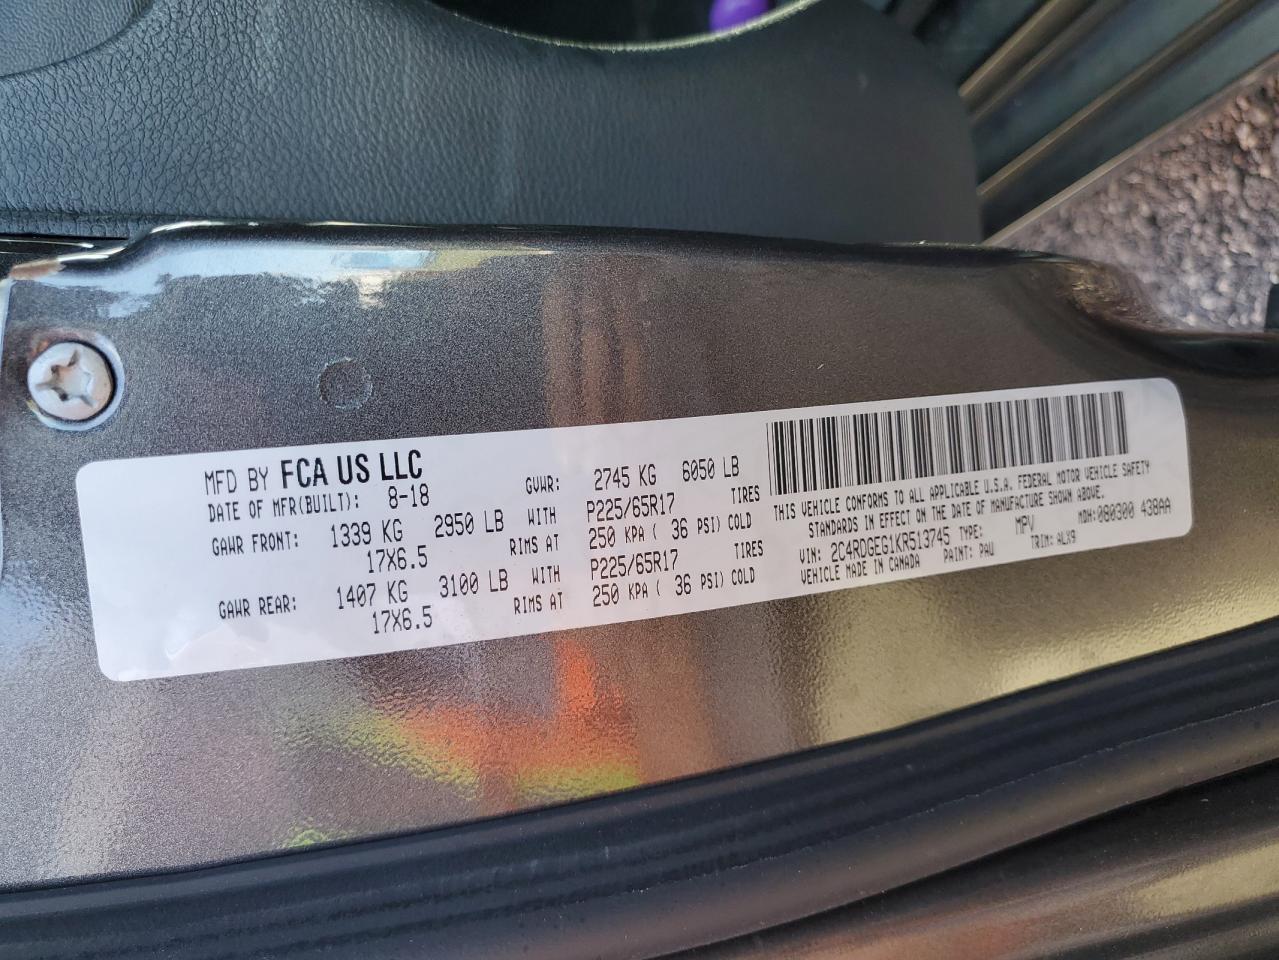 MFD BY FCA US LLC
DATE OF MFR(BUILT): 8-18 GVWR: 2745 KG 6050 LB
GAWR FRONT: 1339 KG 2950 LB WITH P225/65R17 TIRES
17X6.5 RIMS AT 250 KPA ( 36 PSI) COLD
GAWR REAR: 1407 KG 3100 LB WITH P225/65R17 TIRES
17X6.5 RIMS AT 250 KPA ( 36 PSI) COLD
THIS VEHICLE CONFORMS TO ALL APPLICABLE U.S.A. FEDERAL MOTOR VEHICLE SAFETY
STANDARDS IN EFFECT ON THE DATE OF MANUFACTURE SHOWN ABOVE.
VIN: 2C4RDGEG1KR513745 TYPE: MPV MDH:080300 438AA
VEHICLE MADE IN CANADA PAINT: PAU TRIM: ALX9